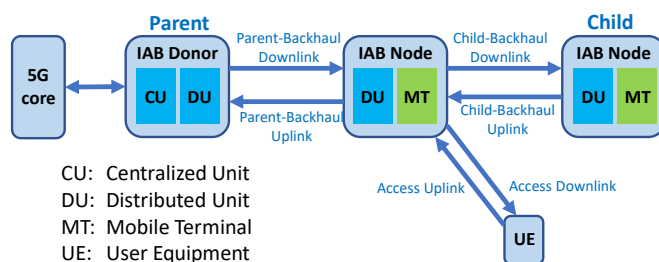 Parent
Child
IAB Donor
Parent-Backhaul
Downlink
IAB Node
Child-Backhaul
Downlink
IAB Node
5G
core
CU
DU
DU
MT
DU
MT
Parent-Backhaul
Uplink
Child-Backhaul
Uplink
CU: Centralized Unit
DU: Distributed Unit
MT: Mobile Terminal
UE: User Equipment
Access Uplink
Access Downlink
UE